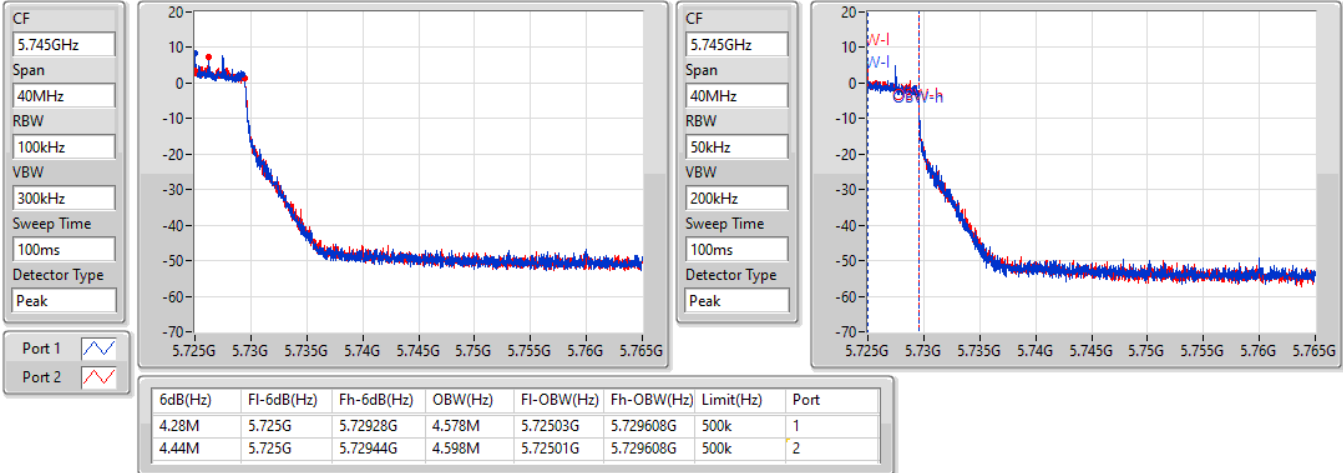 CF
5.745GHz
Span
40MHz
RBW
100kHz
VBW
300kHz
Sweep Time
100ms
Detector Type
Peak
Port 1
Port 2
20
10
0
-10
-20
-30
-40
-50
-60
-70
5.725G 5.73G 5.735G 5.74G 5.745G 5.75G 5.755G 5.76G 5.765G
CF
5.745GHz
Span
40MHz
RBW
50kHz
VBW
200kHz
Sweep Time
100ms
Detector Type
Peak
20
10
0
-10
-20
-30
-40
-50
-60
-70
W-l
W-l
OBW-h
5.725G 5.73G 5.735G 5.74G 5.745G 5.75G 5.755G 5.76G 5.765G
6dB(Hz) Fl-6dB(Hz) Fh-6dB(Hz) OBW(Hz) Fl-OBW(Hz) Fh-OBW(Hz) Limit(Hz) Port
4.28M 5.725G 5.72928G 4.578M 5.72503G 5.729608G 500k 1
4.44M 5.725G 5.72944G 4.598M 5.72501G 5.729608G 500k 2